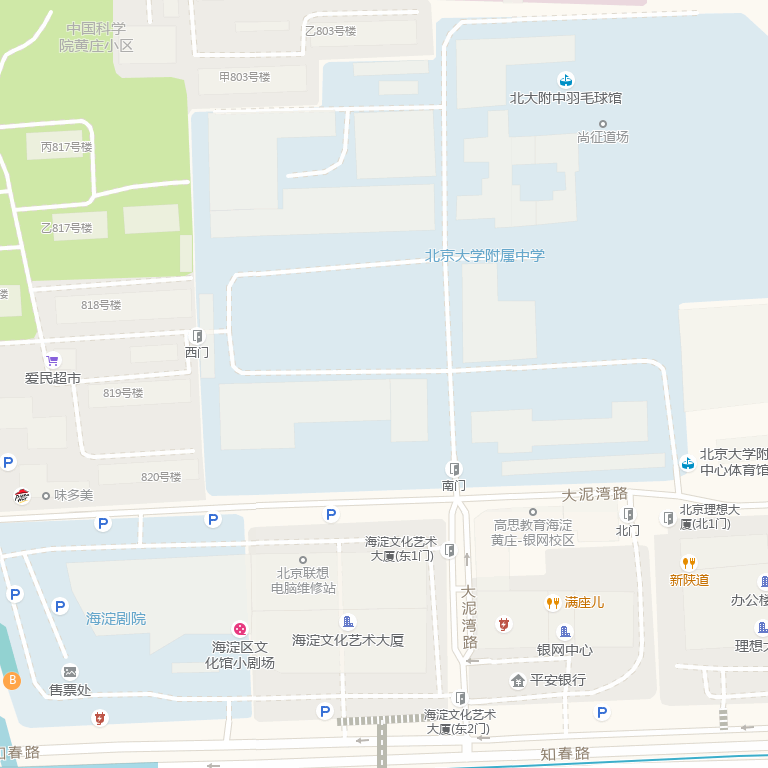 中国科学
院黄庄小区
乙803号楼
甲803号楼
北大附中羽毛球馆
尚征道场
丙817号楼
乙817号楼
北京大学附属中学
楼
818号楼
西门
爱民超市
819号楼
820号楼
P
味多美
南门
北京大学附
中心体育馆
大泥湾路
P
P
P
高思教育海淀
黄庄-银网校区
北门
北京理想大
厦(北1门)
海淀文化艺术
大厦(东1门)
北京联想
电脑维修站
新陕道
P
P
大泥湾路
满座儿
办公楼
海淀剧院
海淀区文
化馆小剧场
海淀文化艺术大厦
银网中心
理想大
B
售票处
平安银行
P
海淀文化艺术
大厦(东2门)
P
知春路
知春路